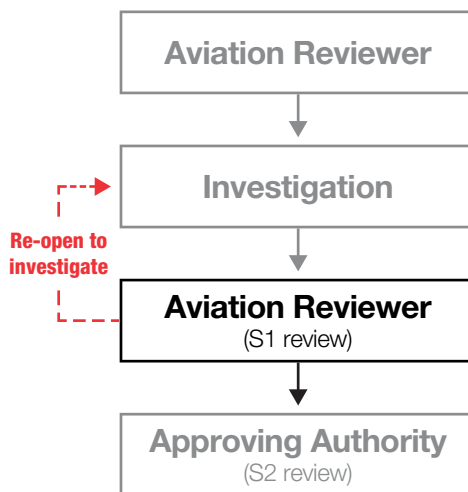 Aviation Reviewer
Investigation
Re-open to
investigate
Aviation Reviewer
(S1 review)
Approving Authority
(S2 review)